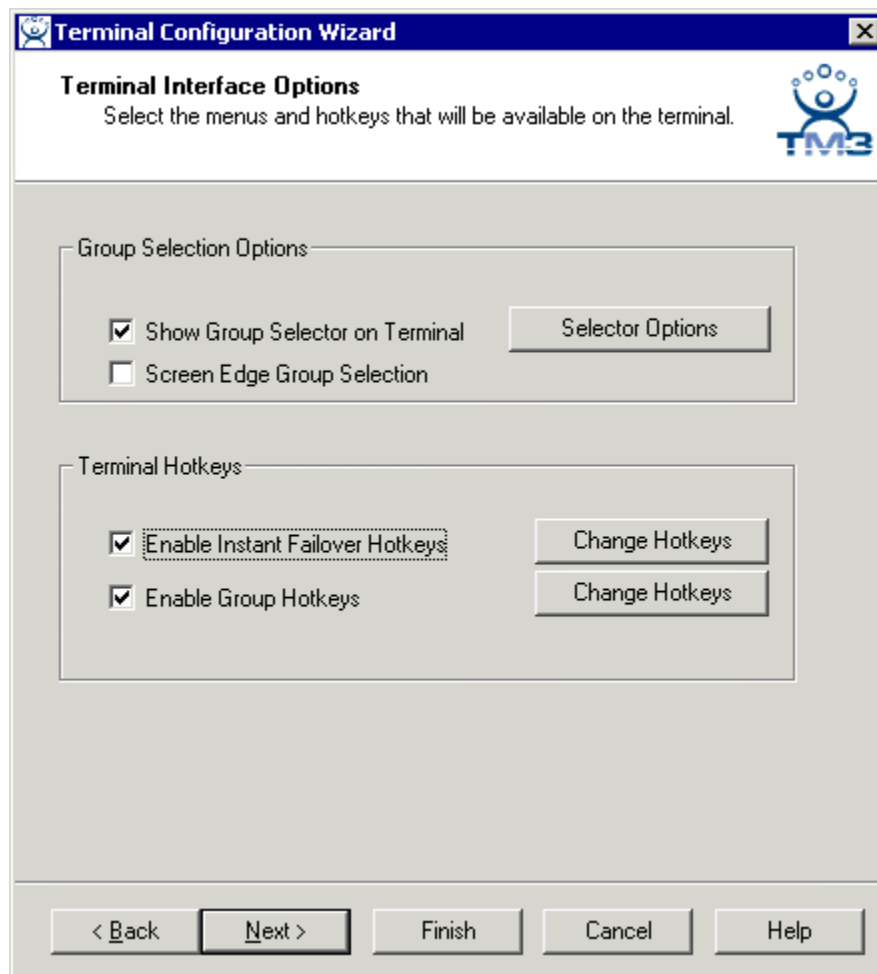 Terminal Configuration Wizard
Terminal Interface Options
Select the menus and hotkeys that will be available on the terminal.
TM3
Group Selection Options
Show Group Selector on Terminal
Selector Options
Screen Edge Group Selection
Terminal Hotkeys
Enable Instant Failover Hotkeys
Change Hotkeys
Enable Group Hotkeys
Change Hotkeys
< Back
Next >
Finish
Cancel
Help